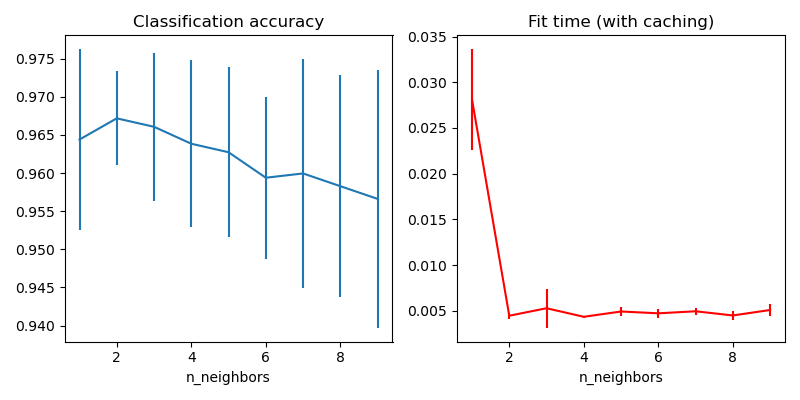 Classification accuracy
0.975
0.970
0.965
0.960
0.955
0.950
0.945
0.940
2 4 6 8
n_neighbors
Fit time (with caching)
0.035
0.030
0.025
0.020
0.015
0.010
0.005
2 4 6 8
n_neighbors